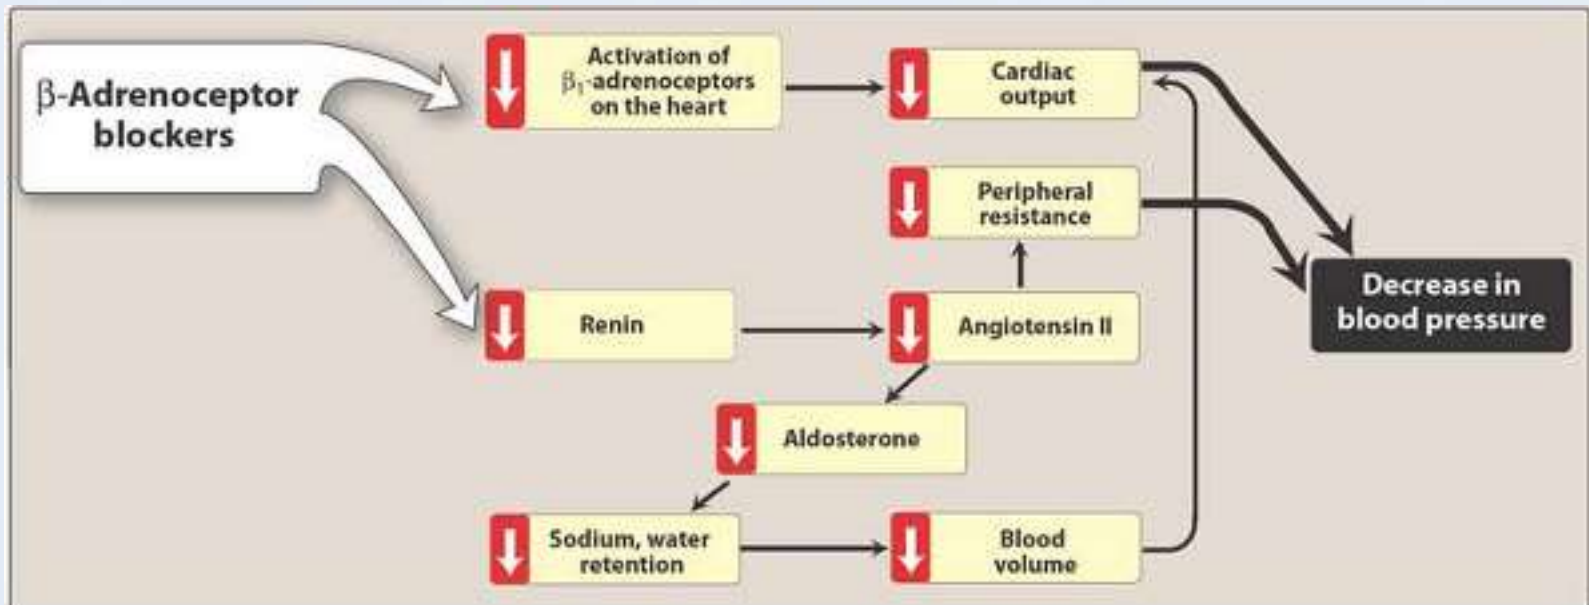 β-Adrenoceptor
blockers
Activation of
β₁-adrenoceptors
on the heart
Cardiac
output
Peripheral
resistance
Renin
Angiotensin II
Decrease in
blood pressure
Aldosterone
Sodium, water
retention
Blood
volume